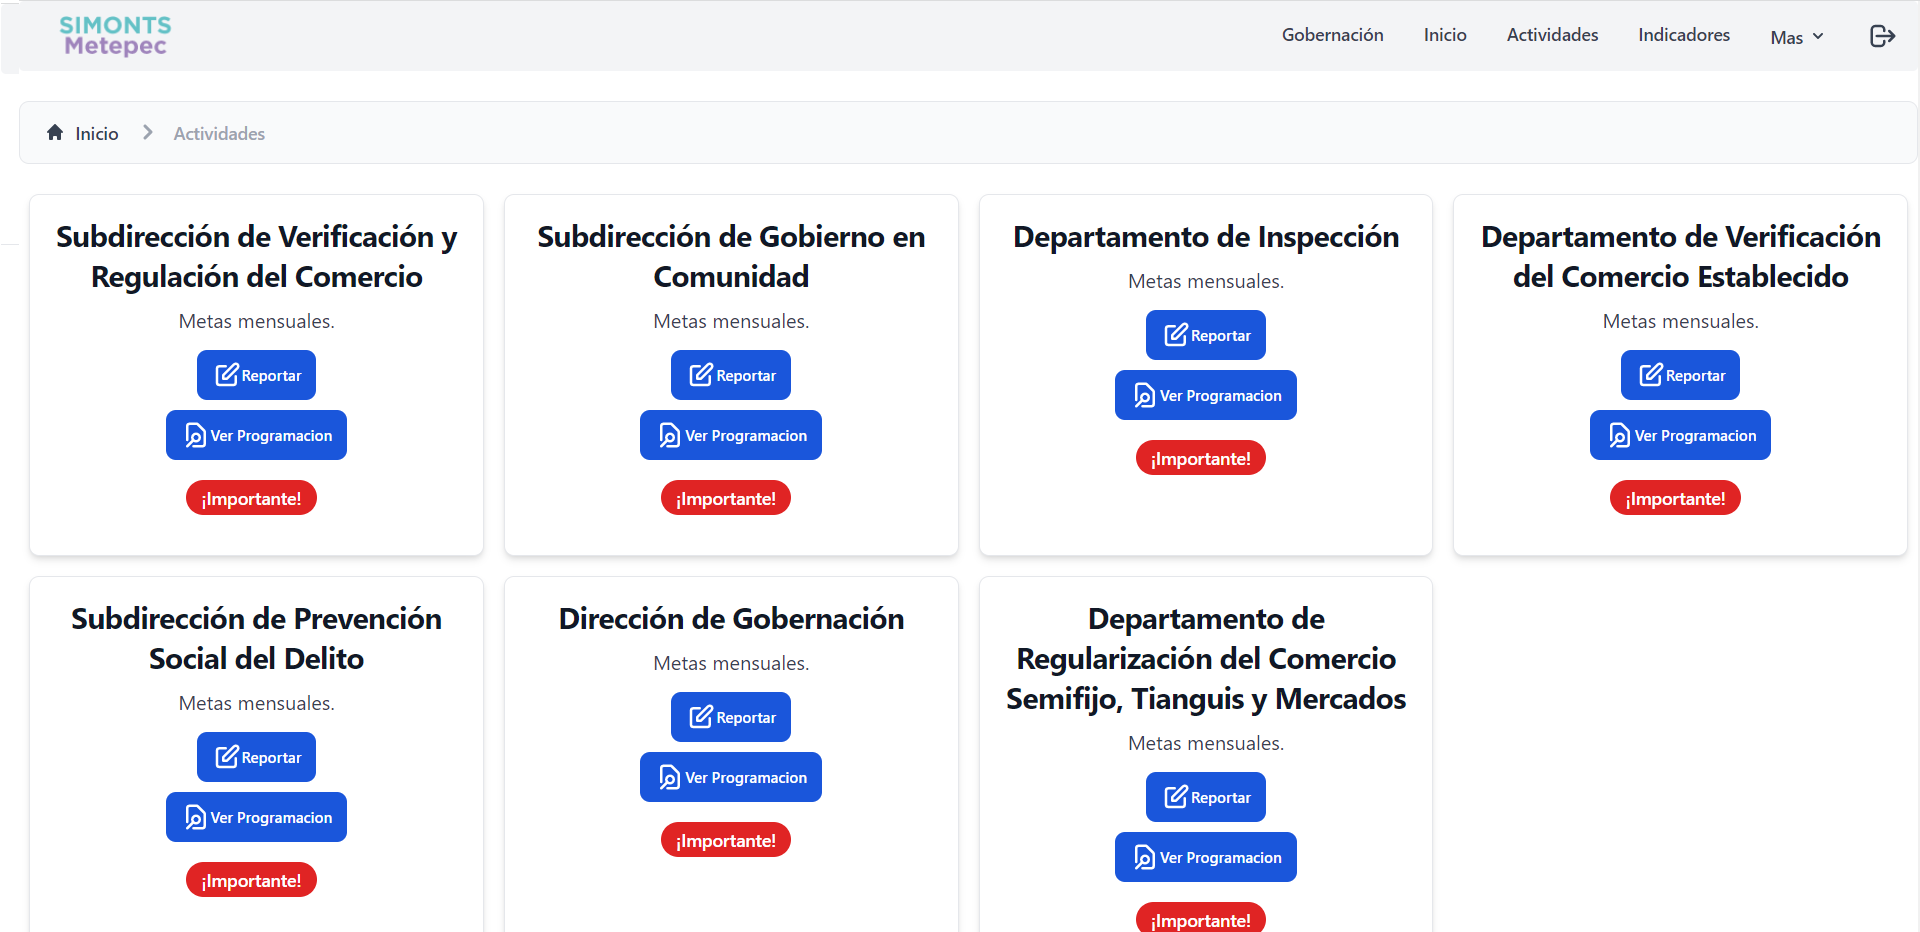 SIMONTS
Metepec
Gobernación
Inicio
Actividades
Indicadores
Mas
Inicio
Actividades
Subdirección de Verificación y
Regulación del Comercio
Metas mensuales.
Reportar
Ver Programacion
¡Importante!
Subdirección de Gobierno en
Comunidad
Metas mensuales.
Reportar
Ver Programacion
¡Importante!
Departamento de Inspección
Metas mensuales.
Reportar
Ver Programacion
¡Importante!
Departamento de Verificación
del Comercio Establecido
Metas mensuales.
Reportar
Ver Programacion
¡Importante!
Subdirección de Prevención
Social del Delito
Metas mensuales.
Reportar
Ver Programacion
¡Importante!
Dirección de Gobernación
Metas mensuales.
Reportar
Ver Programacion
¡Importante!
Departamento de
Regularización del Comercio
Semifijo, Tianguis y Mercados
Metas mensuales.
Reportar
Ver Programacion
¡Importante!